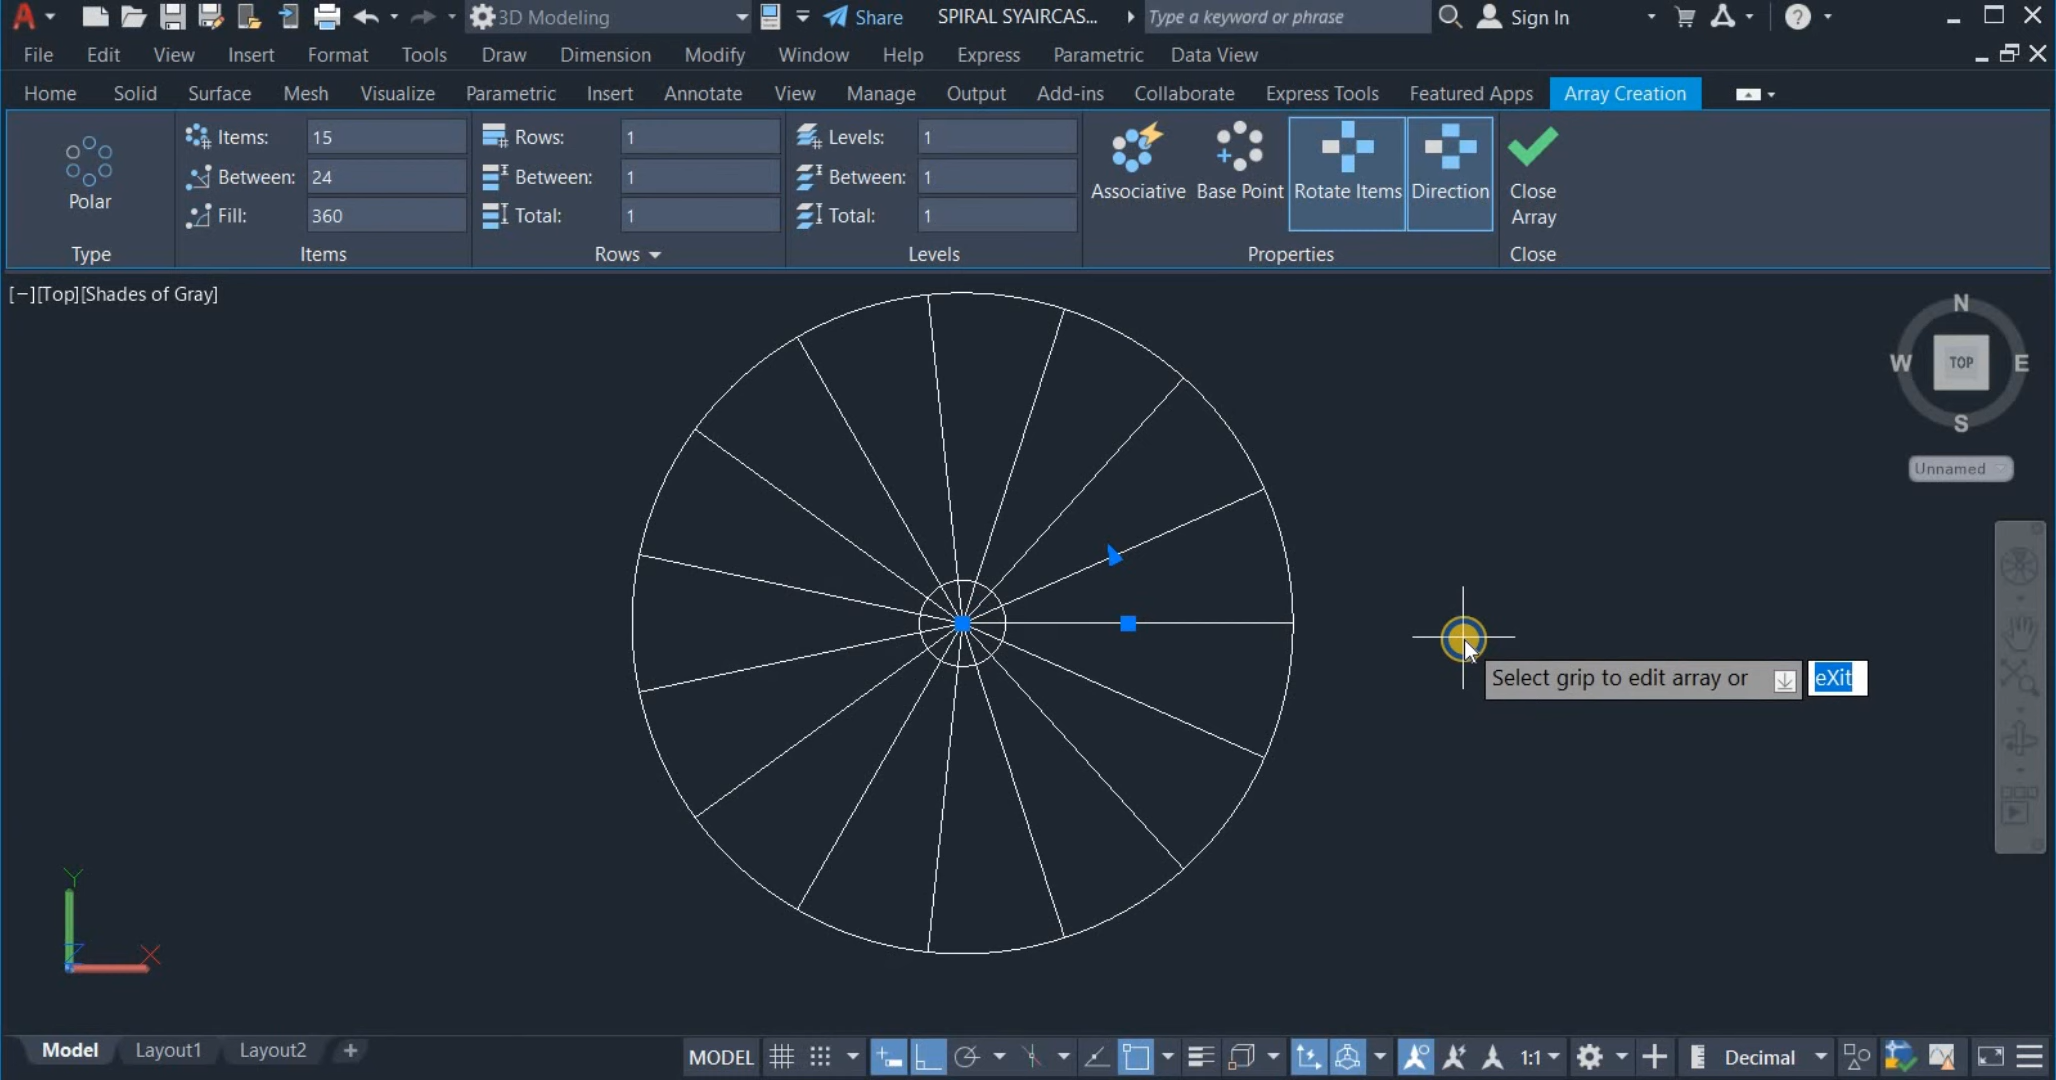 3D Modeling Share SPIRAL SYAIRCAS... Type a keyword or phrase Sign In
File Edit View Insert Format Tools Draw Dimension Modify Window Help Express Parametric Data View
Home Solid Surface Mesh Visualize Parametric Insert Annotate View Manage Output Add-ins Collaborate Express Tools Featured Apps Array Creation
Items: 15 Rows: 1 Levels: 1
Between: 24 Between: 1 Between: 1
Polar Associative Base Point Rotate Items Direction Close
Fill: 360 Total: 1 Total: 1 Array
Type Items Rows Levels Properties Close
[−][Top][Shades of Gray]
N
W TOP E
S
Unnamed
Select grip to edit array or eXit
Y
Z X
Model Layout1 Layout2 + MODEL 1:1 Decimal